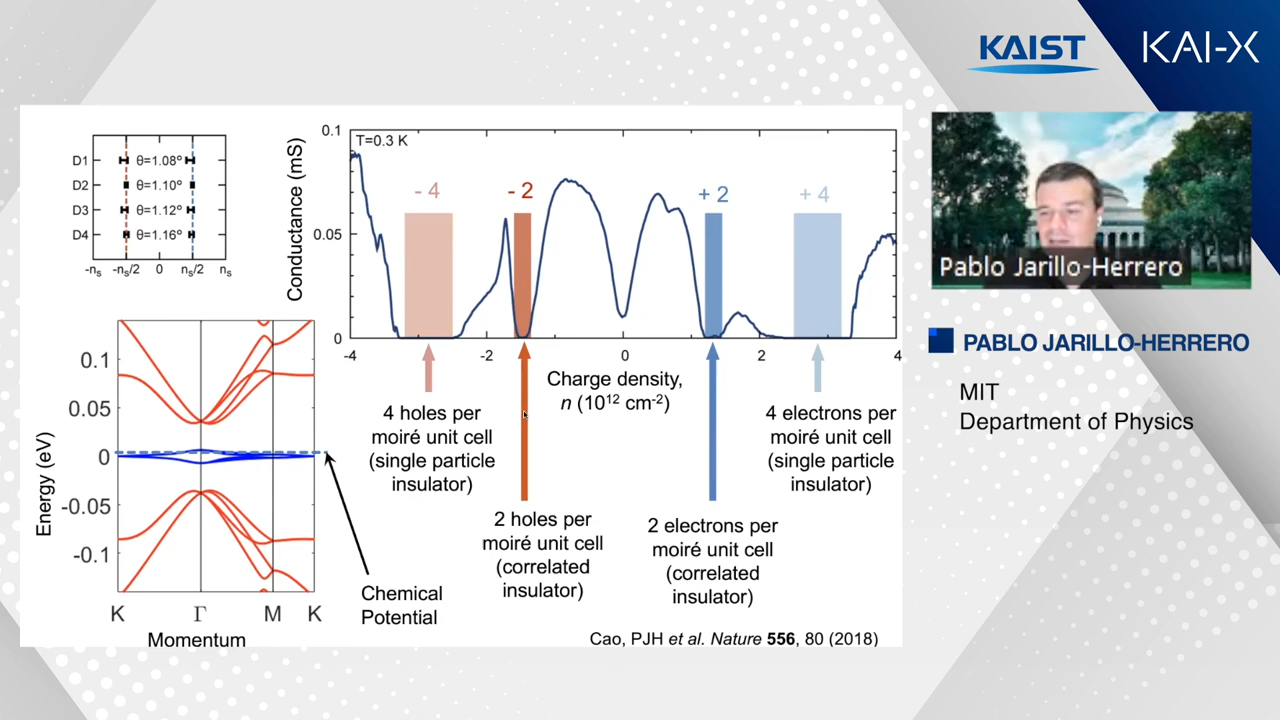 KAIST
KAI-X
D1 θ=1.08º
D2 θ=1.10º
D3 θ=1.12º
D4 θ=1.16º
-nₛ -nₛ/2 0 nₛ/2 nₛ
Conductance (mS)
0.1
0.05
0
T=0.3 K
- 4
- 2
+ 2
+ 4
-4 -2 0 2 4
Charge density,
n (10¹² cm⁻²)
4 holes per
moiré unit cell
(single particle
insulator)
2 holes per
moiré unit cell
(correlated
insulator)
2 electrons per
moiré unit cell
(correlated
insulator)
4 electrons per
moiré unit cell
(single particle
insulator)
Energy (eV)
0.1
0.05
0
-0.05
-0.1
K Γ M K
Momentum
Chemical
Potential
Cao, PJH et al. Nature 556, 80 (2018)
Pablo Jarillo-Herrero
PABLO JARILLO-HERRERO
MIT
Department of Physics